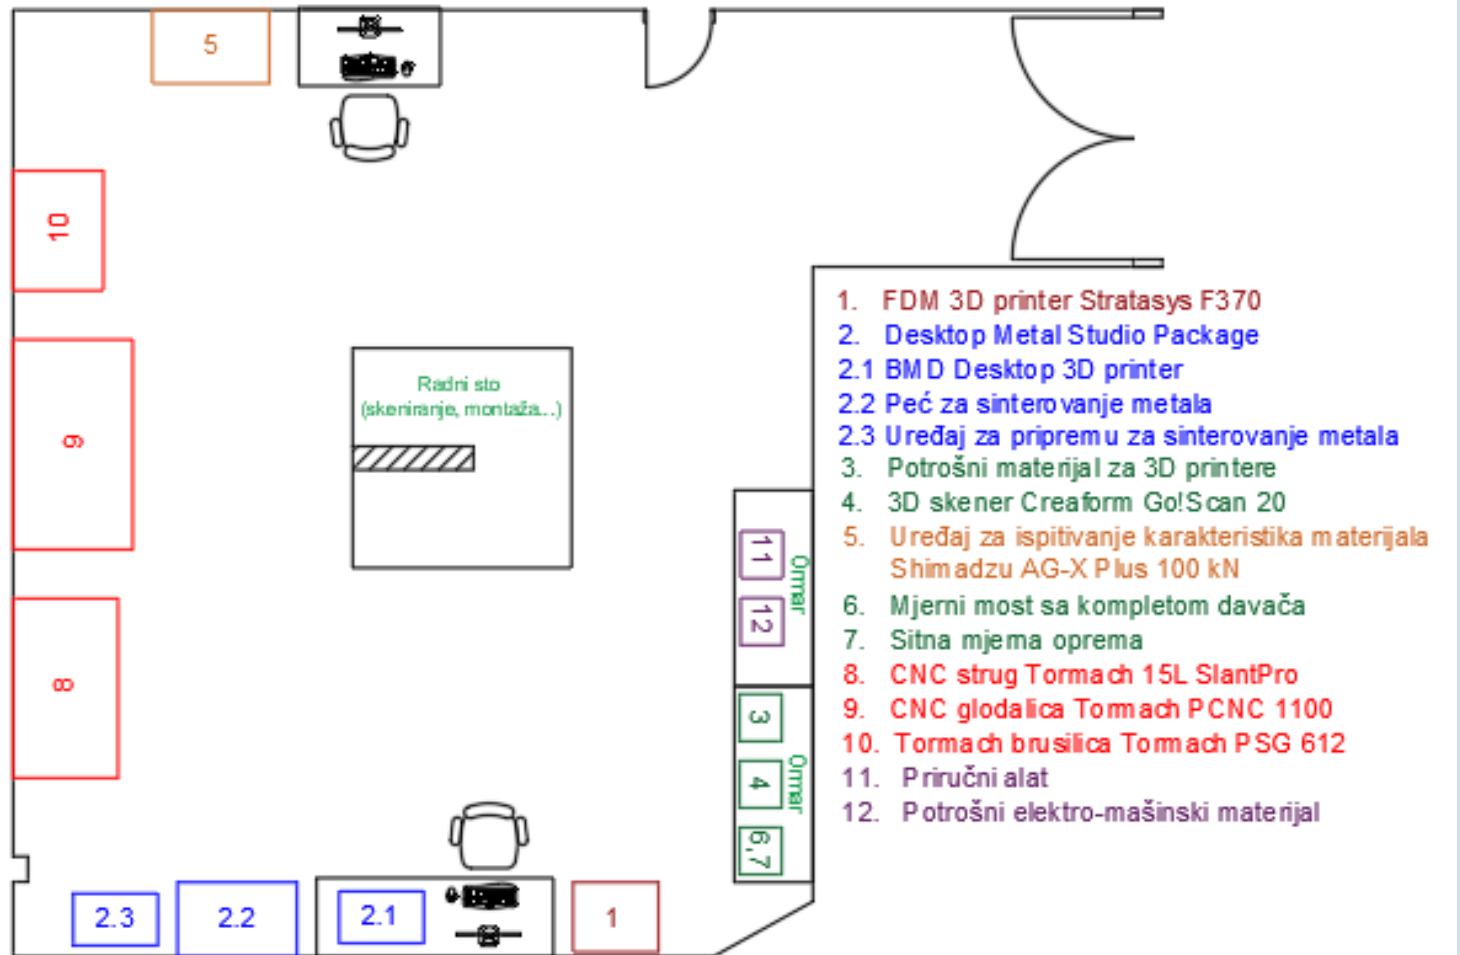 5
10
Radni sto
(skeniranje, montaža...)
9
8
11
12
Ormar
3
4
6,7
Ormar
2.3
2.2
2.1
1
1. FDM 3D printer Stratasys F370
2. Desktop Metal Studio Package
2.1 BMD Desktop 3D printer
2.2 Peć za sinterovanje metala
2.3 Uređaj za pripremu za sinterovanje metala
3. Potrošni materijal za 3D printere
4. 3D skener Creaform Go!Scan 20
5. Uređaj za ispitivanje karakteristika materijala
Shimadzu AG-X Plus 100 kN
6. Mjerni most sa kompletom davača
7. Sitna mjerna oprema
8. CNC strug Tormach 15L SlantPro
9. CNC glodalica Tormach PCNC 1100
10. Tormach brusilica Tormach PSG 612
11. Priručni alat
12. Potrošni elektro-mašinski materijal